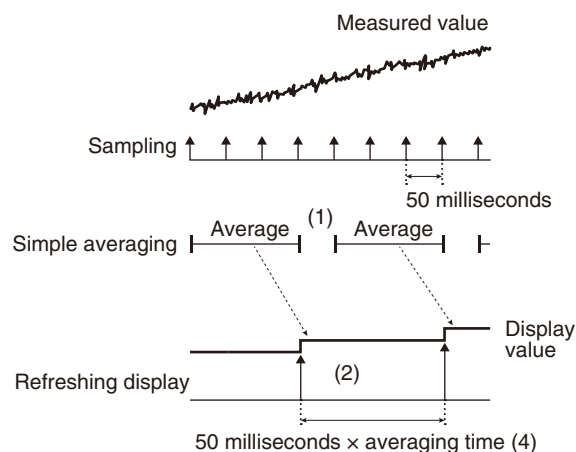 Measured value
Sampling
50 milliseconds
(1)
Average
Average
Simple averaging
Display
value
(2)
Refreshing display
50 milliseconds × averaging time (4)